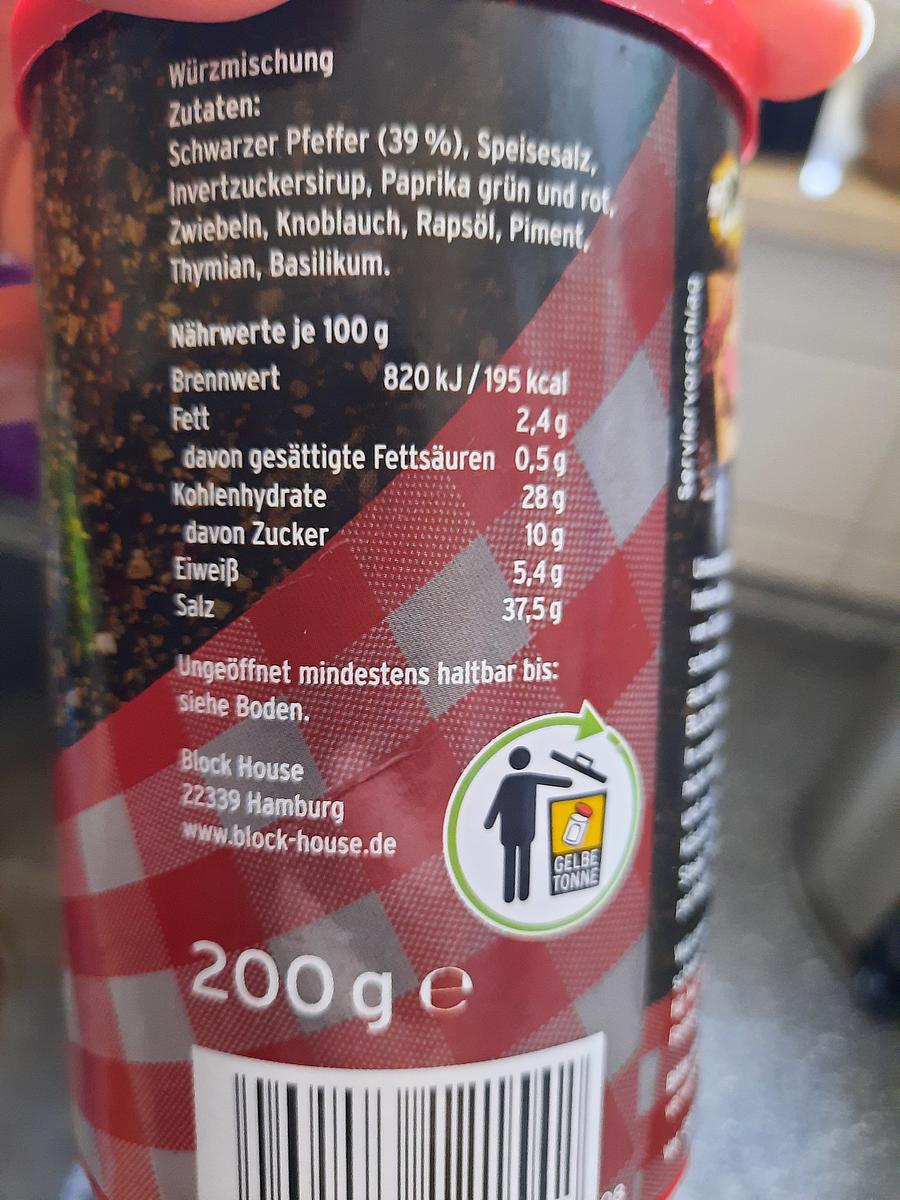 Würzmischung
Zutaten:
Schwarzer Pfeffer (39 %), Speisesalz,
Invertzuckersirup, Paprika grün und rot,
Zwiebeln, Knoblauch, Rapsöl, Piment,
Thymian, Basilikum.
Nährwerte je 100 g
Brennwert 820 kJ / 195 kcal
Fett 2,4 g
davon gesättigte Fettsäuren 0,5 g
Kohlenhydrate 28 g
davon Zucker 10 g
Eiweiß 5,4 g
Salz 37,5 g
Ungeöffnet mindestens haltbar bis:
siehe Boden.
Block House
22339 Hamburg
www.block-house.de
GELBE
TONNE
200 g e
Serviervorschlag